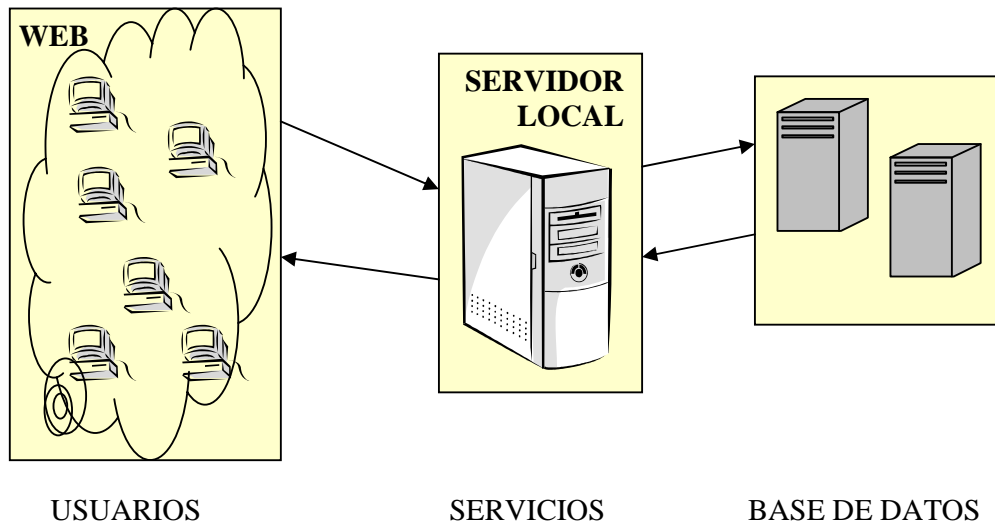 WEB
SERVIDOR
LOCAL
USUARIOS
SERVICIOS
BASE DE DATOS